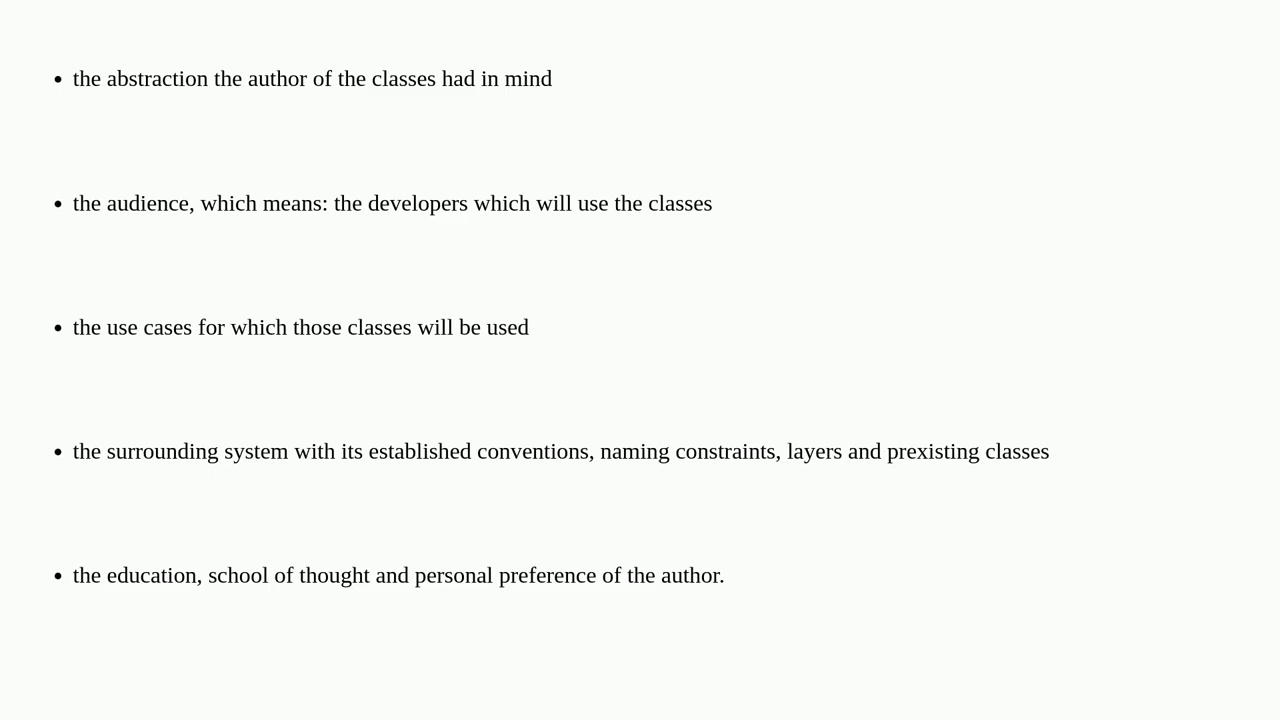 • the abstraction the author of the classes had in mind
• the audience, which means: the developers which will use the classes
• the use cases for which those classes will be used
• the surrounding system with its established conventions, naming constraints, layers and prexisting classes
• the education, school of thought and personal preference of the author.